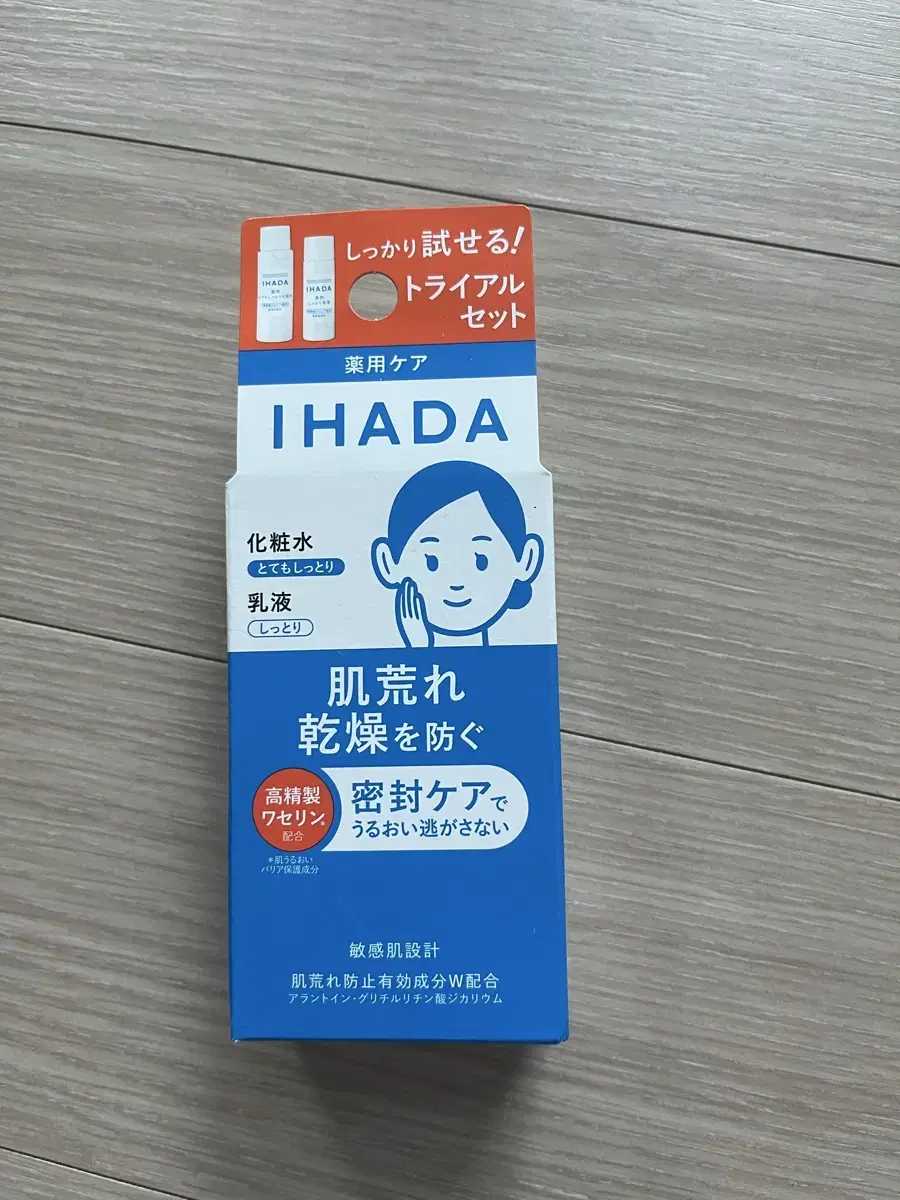 しっかり試せる!
トライアル
セット
IHADA
薬用
IHADA
薬用
薬用ケア
IHADA
化粧水
とてもしっとり
乳液
しっとり
肌荒れ
乾燥を防ぐ
高精製
ワセリン*
配合
密封ケアで
うるおい逃がさない
*肌うるおい
バリア保護成分
敏感肌設計
肌荒れ防止有効成分W配合
アラントイン・グリチルリチン酸ジカリウム